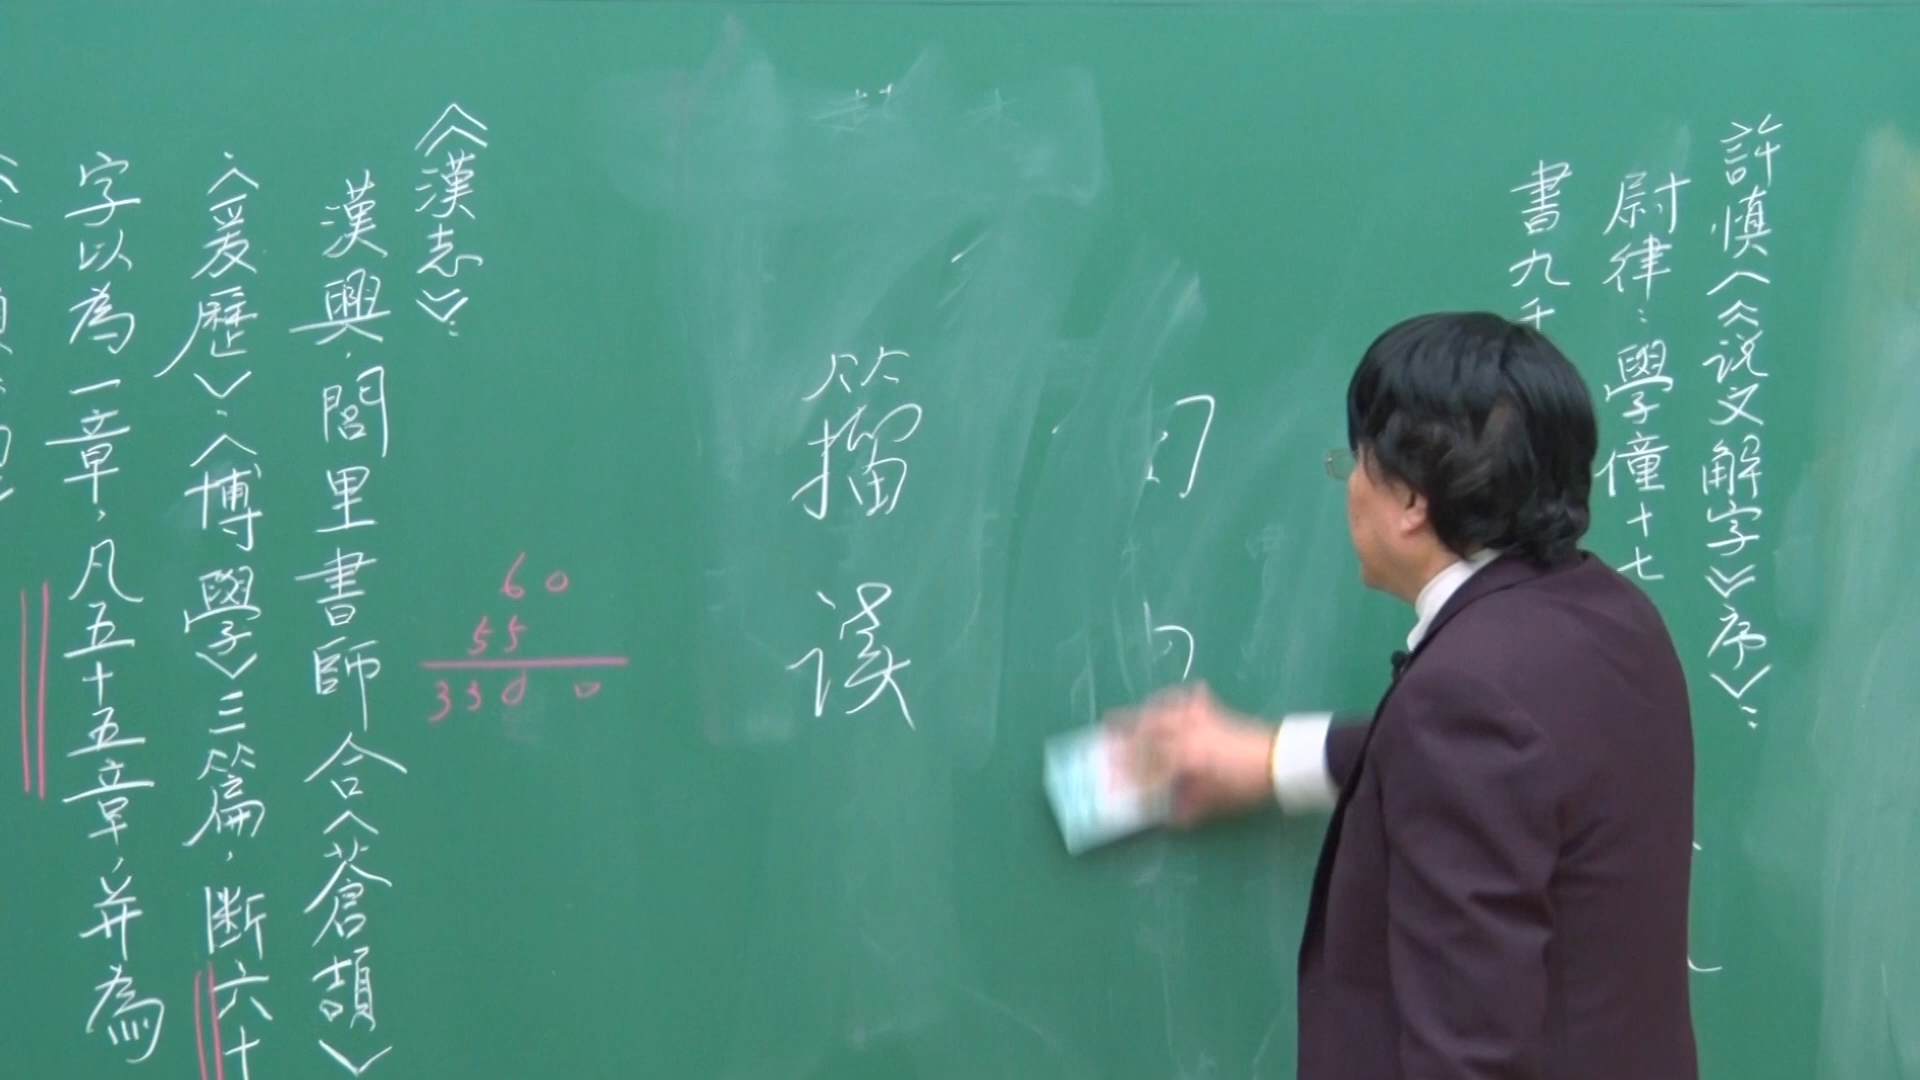 許慎《〈說文解字》序〉：
尉律：學僮十七
書九千
籀
《漢志》：
漢興，閭里書師合〈蒼頡〉
、〈爰歷〉、〈博學〉三篇，斷六十
字以為一章，凡五十五章，并為
60
55
3300